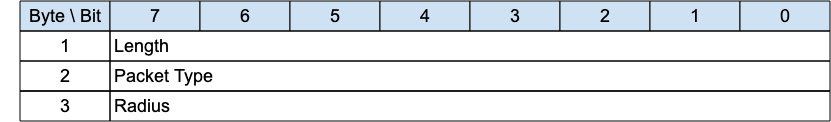 Byte \ Bit 7 6 5 4 3 2 1 0
1 Length
2 Packet Type
3 Radius